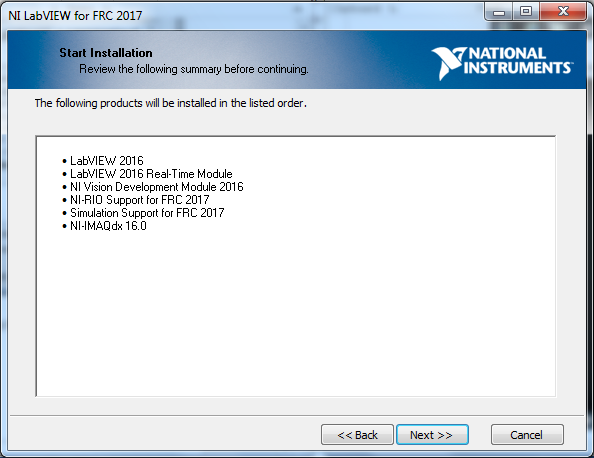 NI LabVIEW for FRC 2017
Start Installation
Review the following summary before continuing.
NATIONAL
INSTRUMENTS
The following products will be installed in the listed order.
• LabVIEW 2016
• LabVIEW 2016 Real-Time Module
• NI Vision Development Module 2016
• NI-RIO Support for FRC 2017
• Simulation Support for FRC 2017
• NI-IMAQdx 16.0
<< Back
Next >>
Cancel